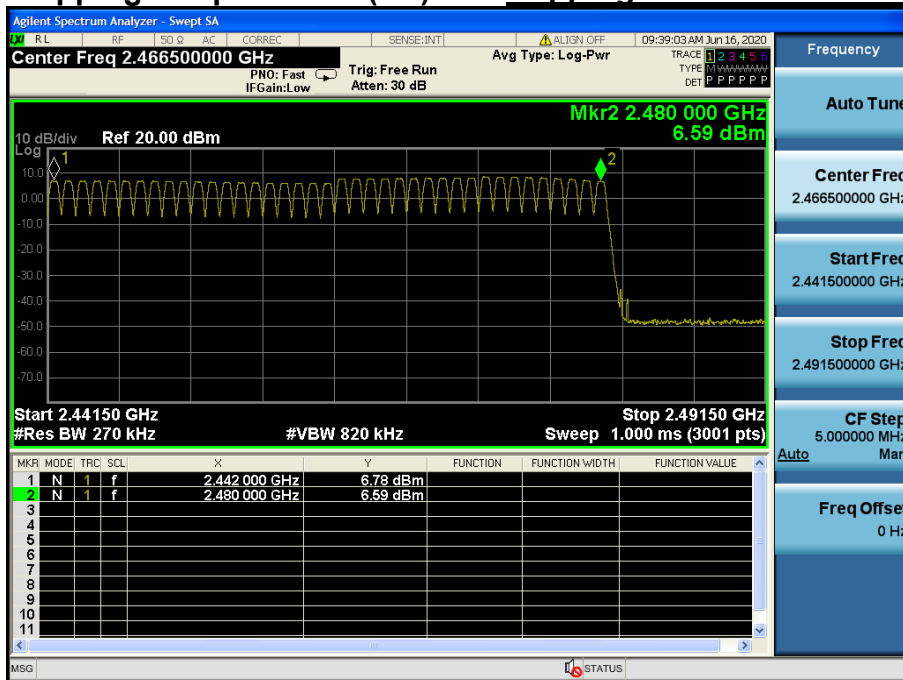 Agilent Spectrum Analyzer - Swept SA
LXI RL RF 50 Ω AC CORREC SENSE:INT ALIGN OFF 09:39:03 AM Jun 16, 2020
Center Freq 2.466500000 GHz
PNO: Fast
IFGain:Low
Trig: Free Run
Atten: 30 dB
Avg Type: Log-Pwr
TRACE 1 2 3 4 5 6
TYPE M W W W W W
DET P P P P P P
Mkr2 2.480 000 GHz
6.59 dBm
10 dB/div Ref 20.00 dBm
Log
1
2
10.0
0.00
-10.0
-20.0
-30.0
-40.0
-50.0
-60.0
-70.0
Start 2.44150 GHz Stop 2.49150 GHz
#Res BW 270 kHz #VBW 820 kHz Sweep 1.000 ms (3001 pts)
MKR MODE TRC SCL X Y FUNCTION FUNCTION WIDTH FUNCTION VALUE
1 N 1 f 2.442 000 GHz 6.78 dBm
2 N 1 f 2.480 000 GHz 6.59 dBm
3
4
5
6
7
8
9
10
11
MSG STATUS
Frequency
Auto Tune
Center Freq
2.466500000 GHz
Start Freq
2.441500000 GHz
Stop Freq
2.491500000 GHz
CF Step
5.000000 MHz
Auto Man
Freq Offset
0 Hz